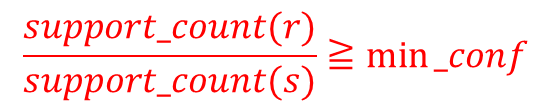 support_count(r)
support_count(s) ≧ min_conf